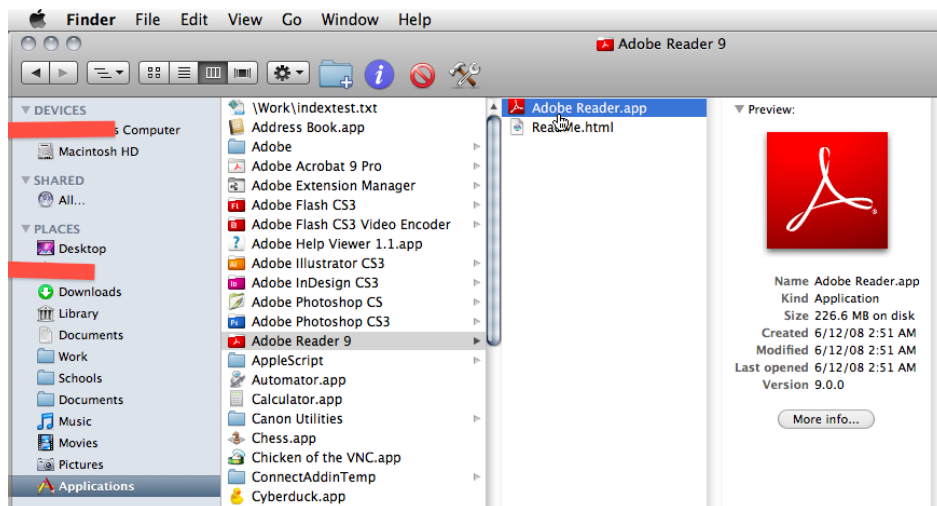 Finder File Edit View Go Window Help
Adobe Reader 9
DEVICES
s Computer
Macintosh HD
SHARED
All...
PLACES
Desktop
Downloads
Library
Documents
Work
Schools
Documents
Music
Movies
Pictures
Applications
\Work\indextest.txt
Address Book.app
Adobe
Adobe Acrobat 9 Pro
Adobe Extension Manager
Adobe Flash CS3
Adobe Flash CS3 Video Encoder
Adobe Help Viewer 1.1.app
Adobe Illustrator CS3
Adobe InDesign CS3
Adobe Photoshop CS
Adobe Photoshop CS3
Adobe Reader 9
AppleScript
Automator.app
Calculator.app
Canon Utilities
Chess.app
Chicken of the VNC.app
ConnectAddinTemp
Cyberduck.app
Adobe Reader.app
ReadMe.html
Preview:
Name Adobe Reader.app
Kind Application
Size 226.6 MB on disk
Created 6/12/08 2:51 AM
Modified 6/12/08 2:51 AM
Last opened 6/12/08 2:51 AM
Version 9.0.0
More info...